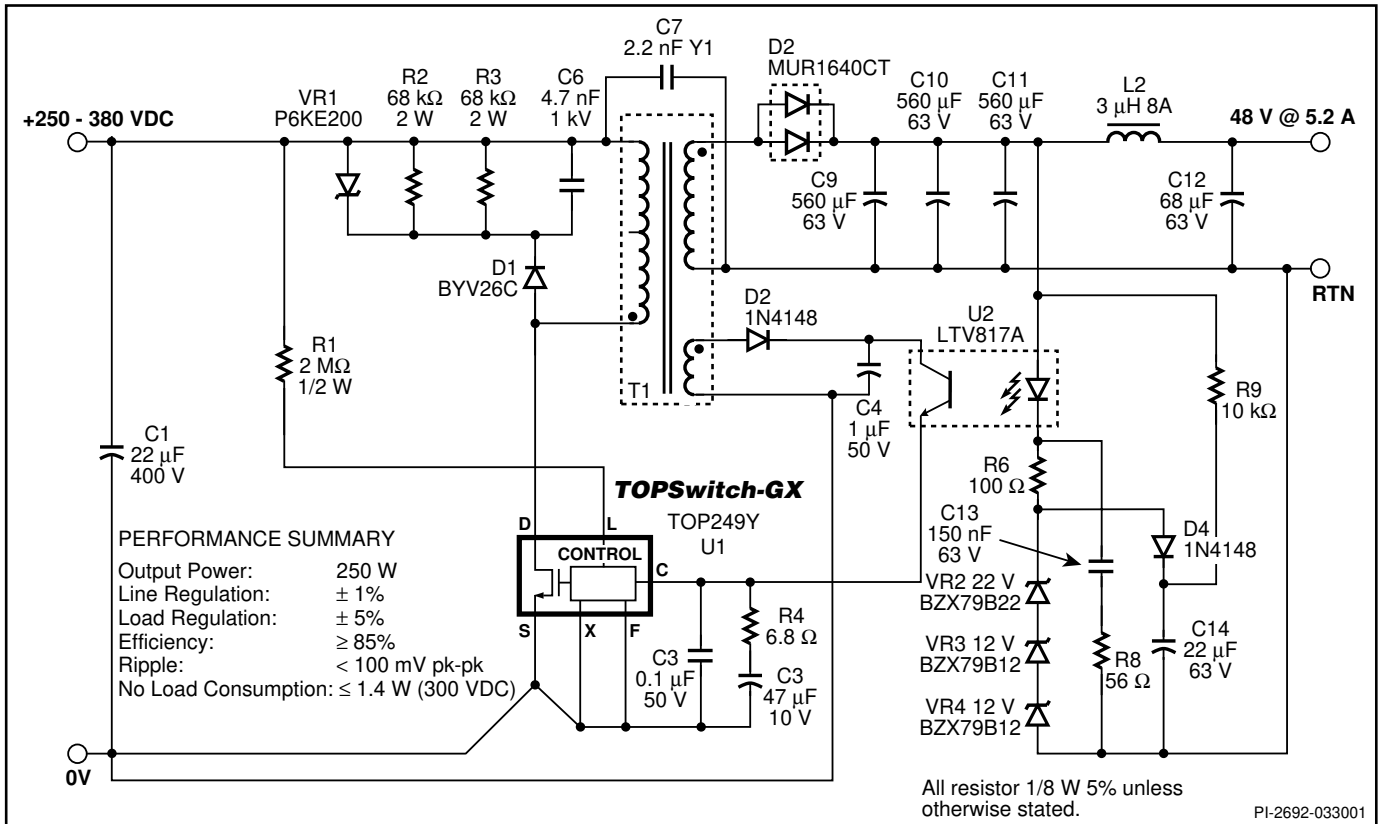 C7
2.2 nF Y1
D2
MUR1640CT
R2
68 kΩ
2 W
R3
68 kΩ
2 W
C6
4.7 nF
1 kV
VR1
P6KE200
C10
560 µF
63 V
C11
560 µF
63 V
L2
3 µH 8A
+250 - 380 VDC
48 V @ 5.2 A
C9
560 µF
63 V
C12
68 µF
63 V
D1
BYV26C
RTN
D2
1N4148
U2
LTV817A
R1
2 MΩ
1/2 W
T1
C4
1 µF
50 V
R9
10 kΩ
C1
22 µF
400 V
R6
100 Ω
TOPSwitch-GX
TOP249Y
U1
C13
150 nF
63 V
D4
1N4148
D
L
CONTROL
C
S
X
F
PERFORMANCE SUMMARY
Output Power: 250 W
Line Regulation: ± 1%
Load Regulation: ± 5%
Efficiency: ≥ 85%
Ripple: < 100 mV pk-pk
No Load Consumption: ≤ 1.4 W (300 VDC)
VR2 22 V
BZX79B22
R4
6.8 Ω
C3
0.1 µF
50 V
C3
47 µF
10 V
VR3 12 V
BZX79B12
R8
56 Ω
C14
22 µF
63 V
VR4 12 V
BZX79B12
0V
All resistor 1/8 W 5% unless
otherwise stated.
PI-2692-033001